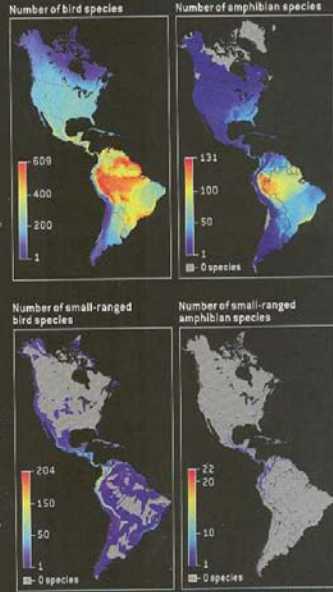 Number of bird species
609
400
200
1
Number of amphibian species
131
100
50
1
0 species
Number of small-ranged
bird species
204
150
50
1
0 species
Number of small-ranged
amphibian species
22
20
10
1
0 species